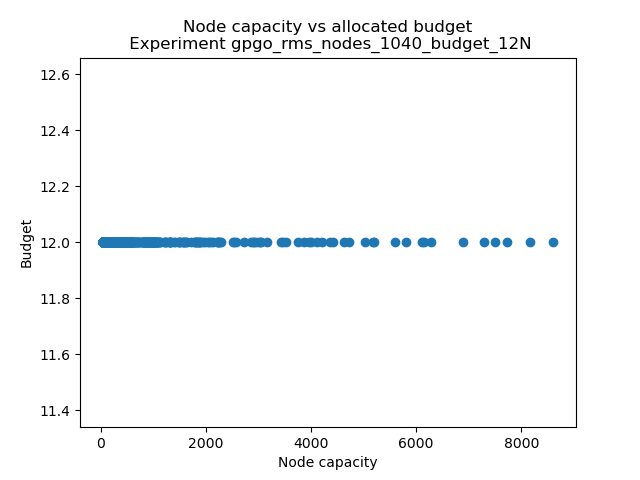 Node capacity vs allocated budget
Experiment gpgo_rms_nodes_1040_budget_12N
12.6
12.4
12.2
12.0
11.8
11.6
11.4
Budget
0 2000 4000 6000 8000
Node capacity